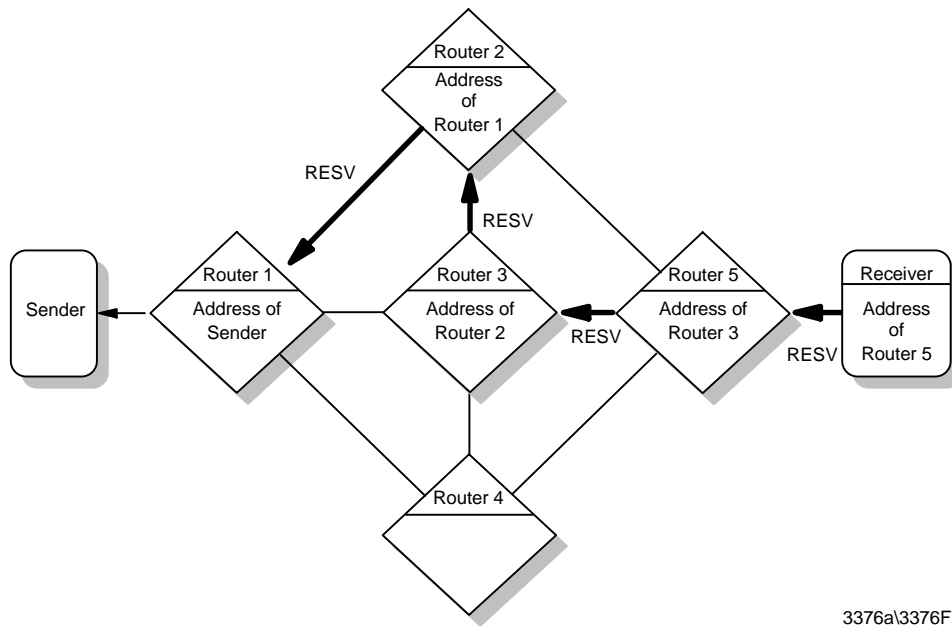 Router 2
Address
of
Router 1
RESV
RESV
Router 1
Address of
Sender
Sender
Router 3
Address of
Router 2
RESV
Router 5
Address of
Router 3
RESV
Receiver
Address
of
Router 5
Router 4
3376a\3376F